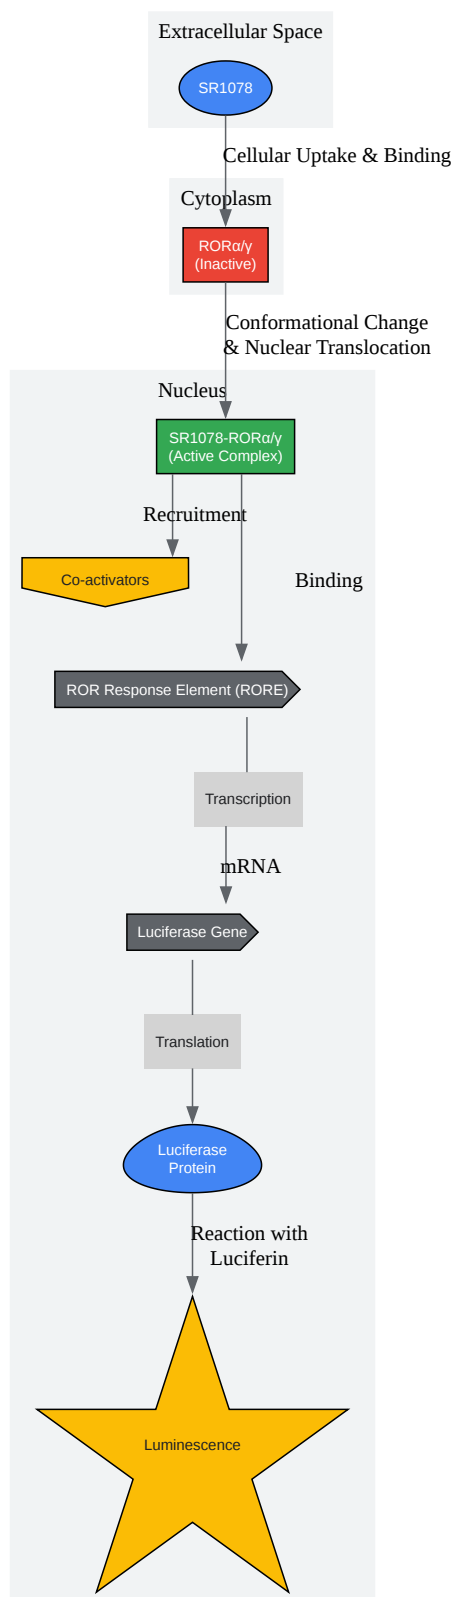 Extracellular Space
SR1078
Cellular Uptake & Binding
Cytoplasm
RORα/γ
(Inactive)
Conformational Change
& Nuclear Translocation
Nucleus
SR1078-RORα/γ
(Active Complex)
Recruitment
Co-activators
Binding
ROR Response Element (RORE)
Transcription
mRNA
Luciferase Gene
Translation
Luciferase
Protein
Reaction with
Luciferin
Luminescence